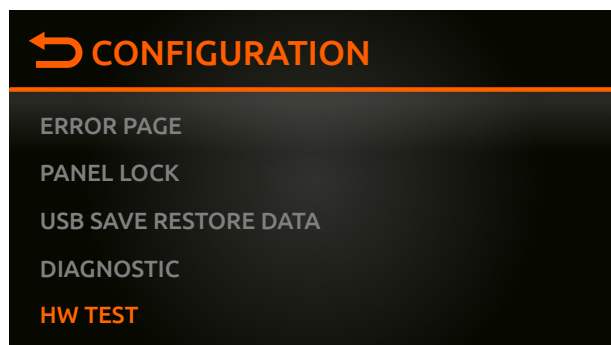 CONFIGURATION
ERROR PAGE
PANEL LOCK
USB SAVE RESTORE DATA
DIAGNOSTIC
HW TEST